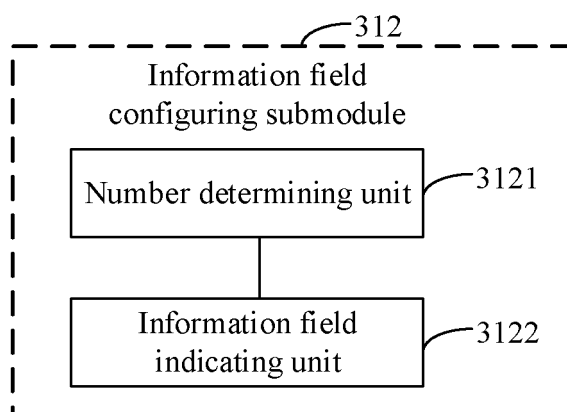 312
Information field
configuring submodule
Number determining unit
3121
Information field
indicating unit
3122